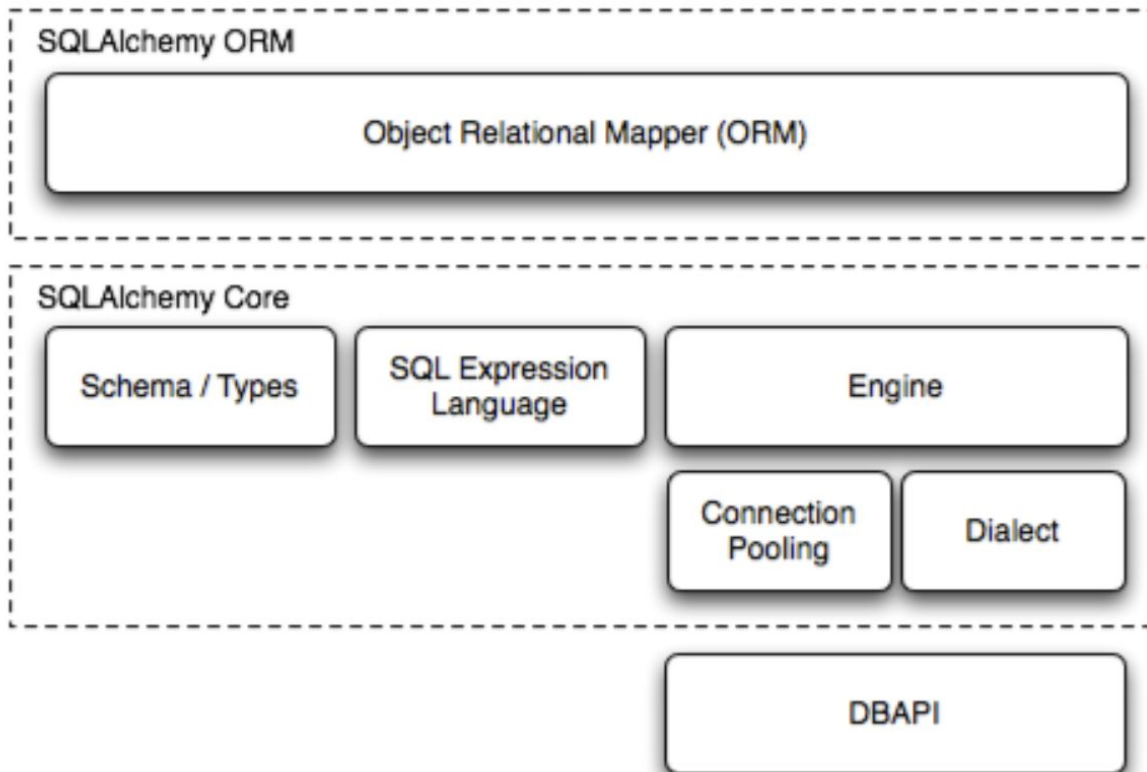 SQLAlchemy ORM
Object Relational Mapper (ORM)
SQLAlchemy Core
Schema / Types
SQL Expression
Language
Engine
Connection
Pooling
Dialect
DBAPI